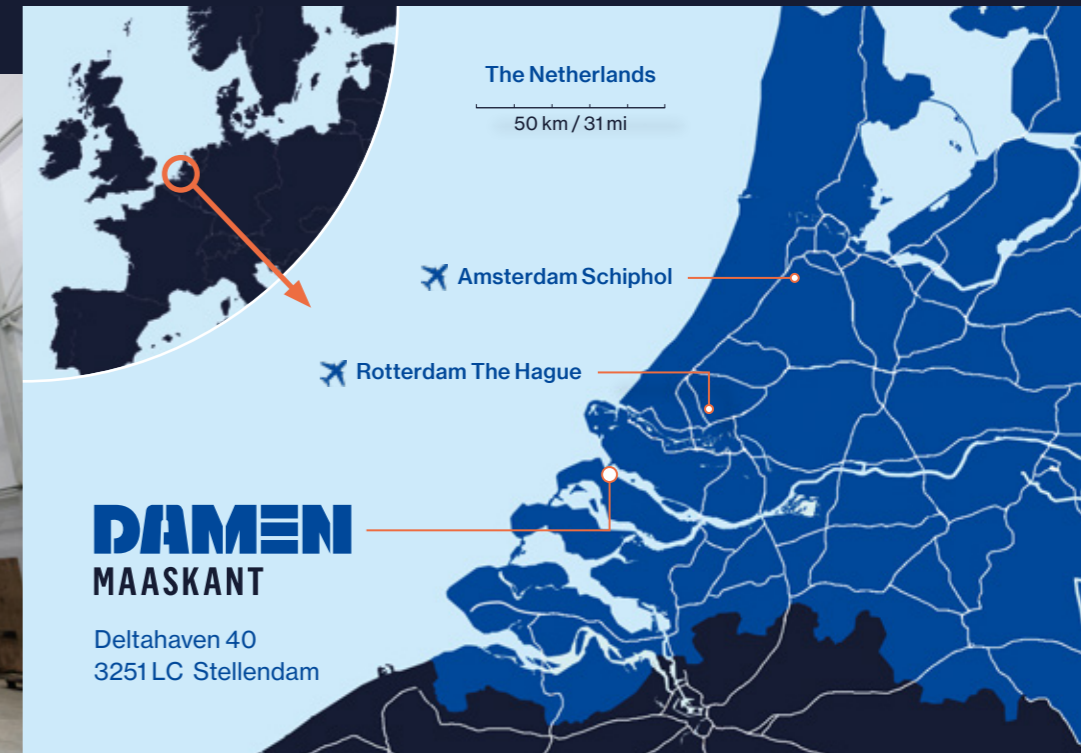 The Netherlands
50 km / 31 mi
Amsterdam Schiphol
Rotterdam The Hague
DAMEN
MAASKANT
Deltahaven 40
3251 LC Stellendam